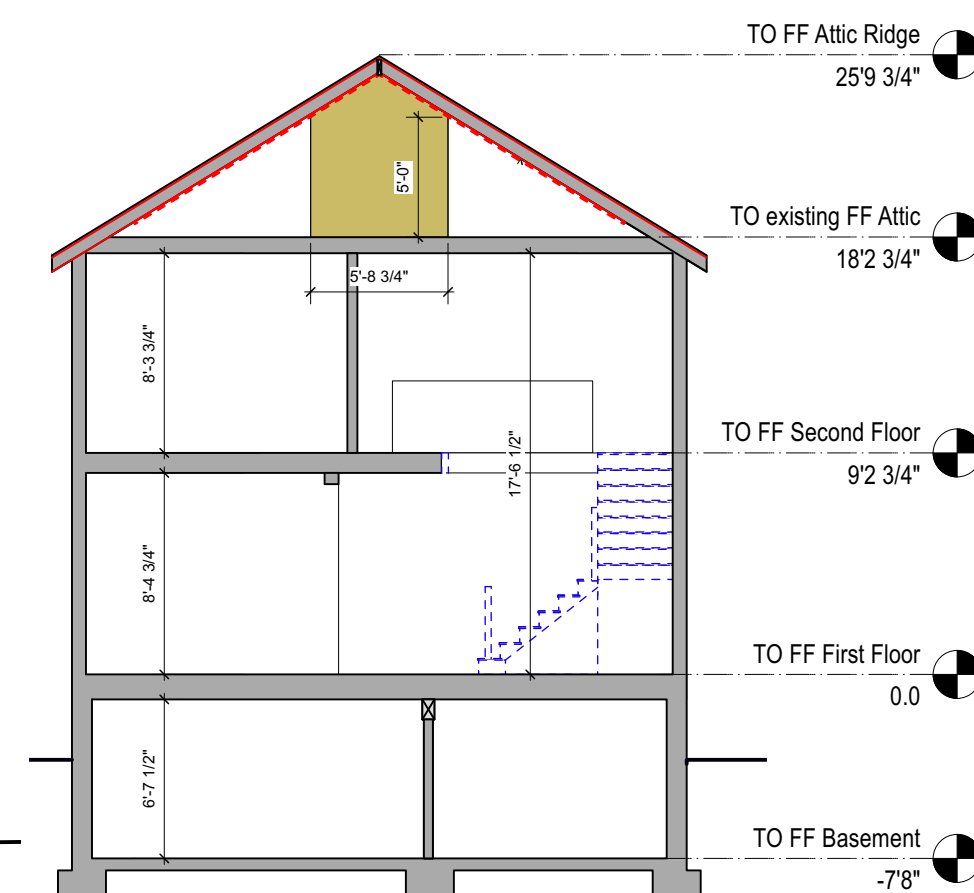 TO FF Attic Ridge
25'9 3/4"
5'-0"
TO existing FF Attic
18'2 3/4"
5'-8 3/4"
8'-3 3/4"
TO FF Second Floor
9'2 3/4"
17'-6 1/2"
8'-4 3/4"
TO FF First Floor
0.0
6'-7 1/2"
TO FF Basement
-7'8"